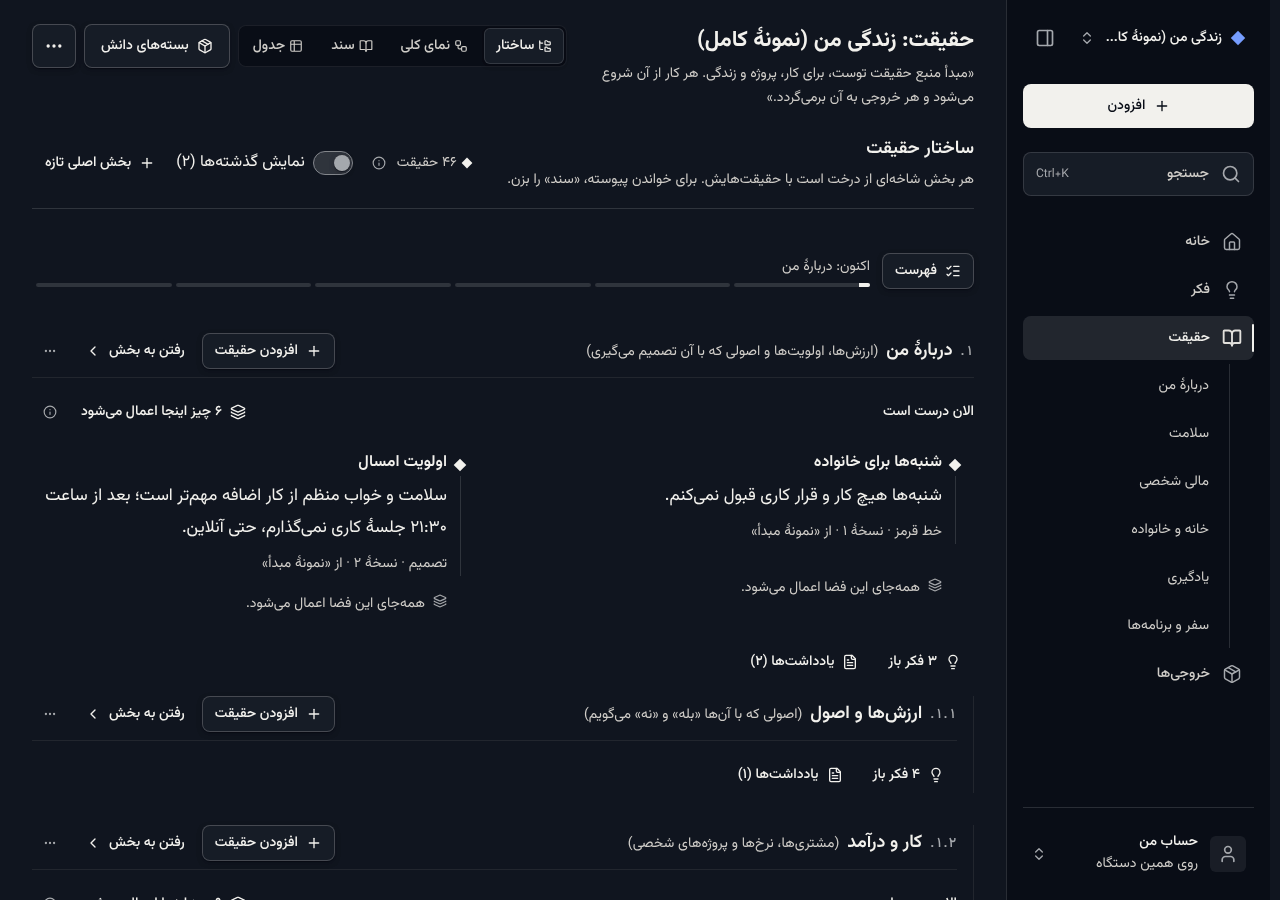 زندگی من (نمونهٔ کا...
افزودن
جستجو
Ctrl+K
خانه
فکر
حقیقت
دربارهٔ من
سلامت
مالی شخصی
خانه و خانواده
یادگیری
سفر و برنامه‌ها
خروجی‌ها
حساب من
روی همین دستگاه
حقیقت: زندگی من (نمونهٔ کامل)
«مبدأ منبع حقیقت توست، برای کار، پروژه و زندگی. هر کار از آن شروع
می‌شود و هر خروجی به آن برمی‌گردد.»
ساختار
نمای کلی
سند
جدول
بسته‌های دانش
ساختار حقیقت
هر بخش شاخه‌ای از درخت است با حقیقت‌هایش. برای خواندن پیوسته، «سند» را بزن.
۴۶ حقیقت
نمایش گذشته‌ها (۲)
بخش اصلی تازه
فهرست
اکنون: دربارهٔ من
۱. دربارهٔ من (ارزش‌ها، اولویت‌ها و اصولی که با آن تصمیم می‌گیری)
افزودن حقیقت
رفتن به بخش
الان درست است
۶ چیز اینجا اعمال می‌شود
شنبه‌ها برای خانواده
شنبه‌ها هیچ کار و قرار کاری قبول نمی‌کنم.
خط قرمز · نسخهٔ ۱ · از «نمونهٔ مبدأ»
همه‌جای این فضا اعمال می‌شود.
اولویت امسال
سلامت و خواب منظم از کار اضافه مهم‌تر است؛ بعد از ساعت
۲۱:۳۰ جلسهٔ کاری نمی‌گذارم، حتی آنلاین.
تصمیم · نسخهٔ ۲ · از «نمونهٔ مبدأ»
همه‌جای این فضا اعمال می‌شود.
۳ فکر باز
یادداشت‌ها (۲)
۱.۱. ارزش‌ها و اصول (اصولی که با آن‌ها «بله» و «نه» می‌گویم)
افزودن حقیقت
رفتن به بخش
۴ فکر باز
یادداشت‌ها (۱)
۱.۲. کار و درآمد (مشتری‌ها، نرخ‌ها و پروژه‌های شخصی)
افزودن حقیقت
رفتن به بخش